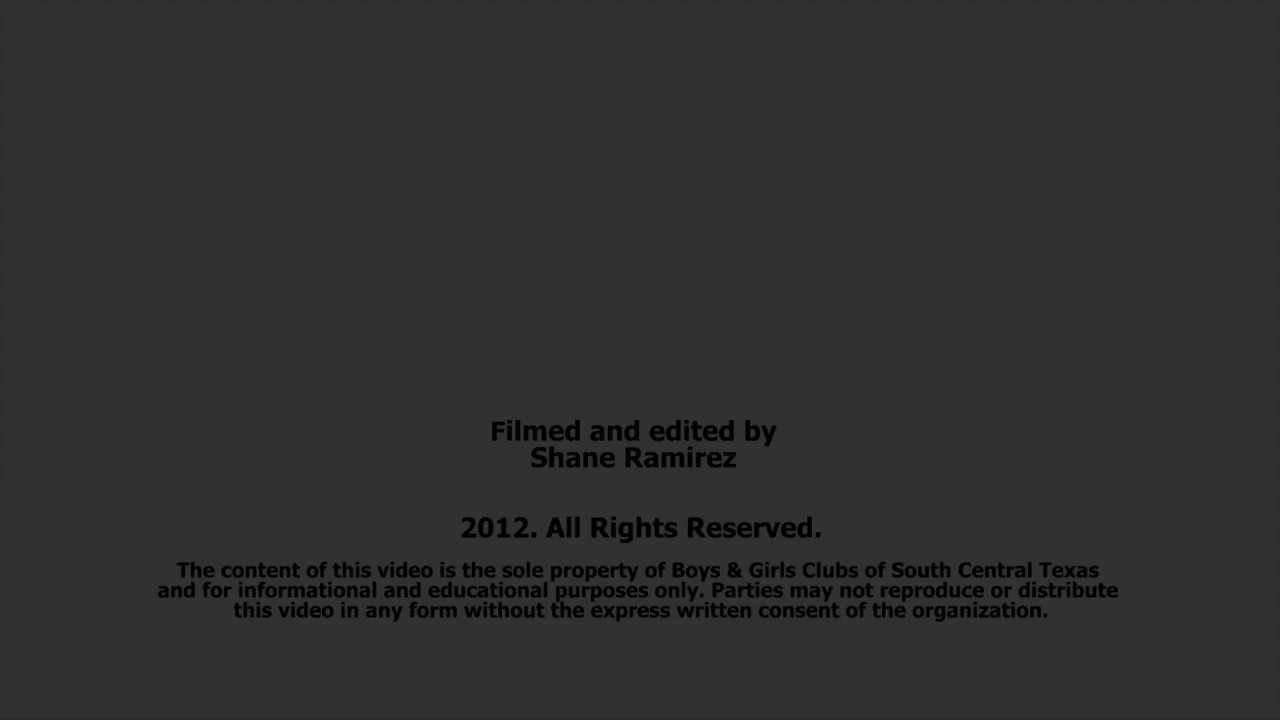 Filmed and edited by
Shane Ramirez
2012. All Rights Reserved.
The content of this video is the sole property of Boys & Girls Clubs of South Central Texas
and for informational and educational purposes only. Parties may not reproduce or distribute
this video in any form without the express written consent of the organization.